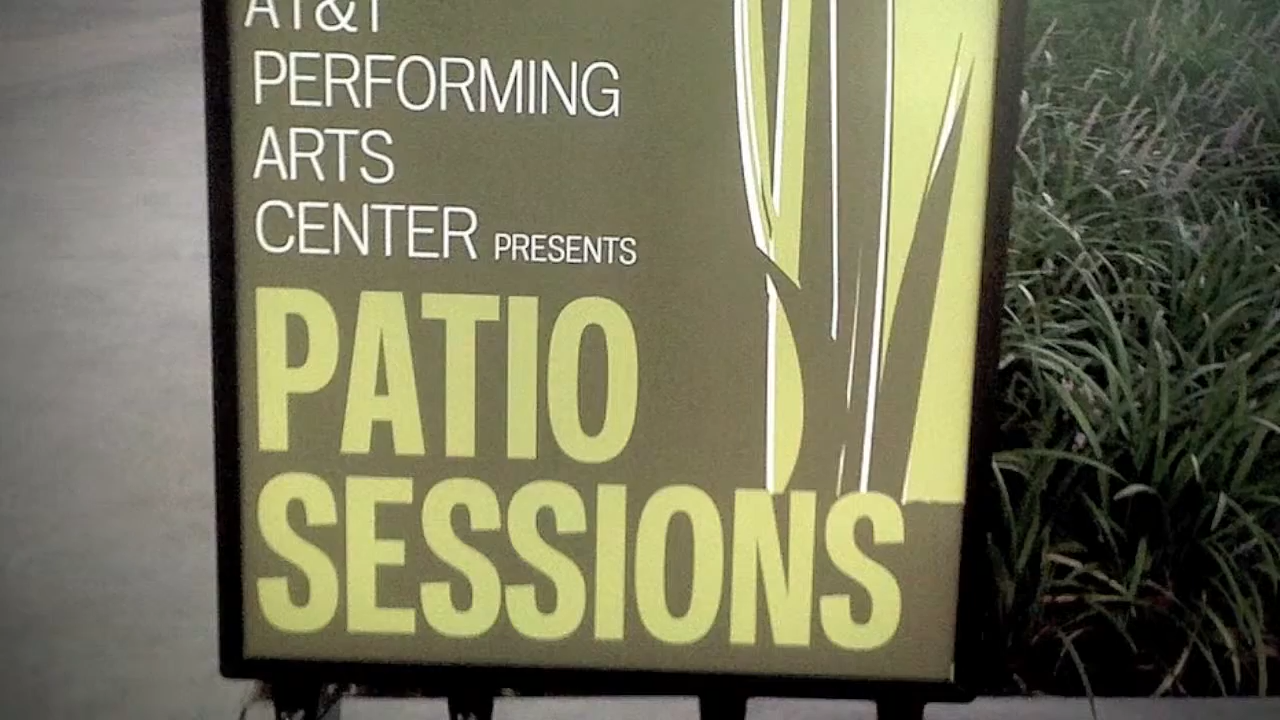 AT&T
PERFORMING
ARTS
CENTER PRESENTS
PATIO
SESSIONS